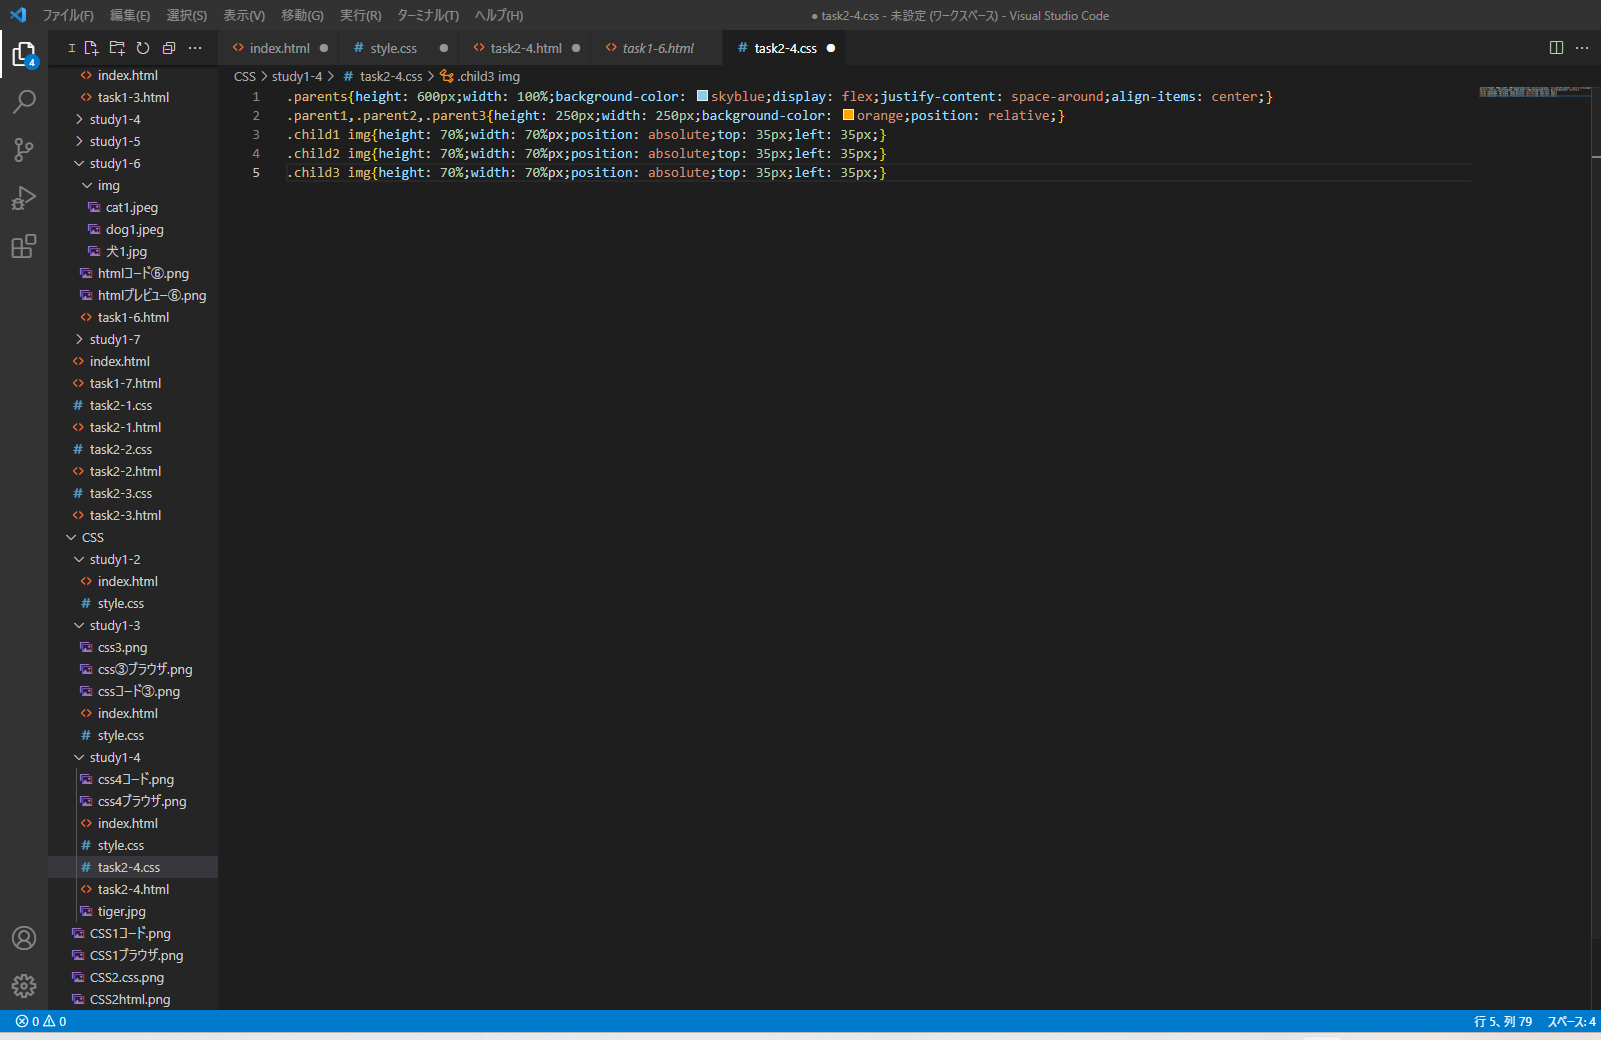 ファイル(F) 編集(E) 選択(S) 表示(V) 移動(G) 実行(R) ターミナル(T) ヘルプ(H)
● task2-4.css - 未設定 (ワークスペース) - Visual Studio Code
index.html
style.css
task2-4.html
task1-6.html
task2-4.css
CSS > study1-4 > # task2-4.css > .child3 img
1 .parents{height: 600px;width: 100%;background-color: skyblue;display: flex;justify-content: space-around;align-items: center;}
2 .parent1,.parent2,.parent3{height: 250px;width: 250px;background-color: orange;position: relative;}
3 .child1 img{height: 70%;width: 70%px;position: absolute;top: 35px;left: 35px;}
4 .child2 img{height: 70%;width: 70%px;position: absolute;top: 35px;left: 35px;}
5 .child3 img{height: 70%;width: 70%px;position: absolute;top: 35px;left: 35px;}
4
index.html
task1-3.html
study1-4
study1-5
study1-6
img
cat1.jpeg
dog1.jpeg
犬1.jpg
htmlコード⑥.png
htmlプレビュー⑥.png
task1-6.html
study1-7
index.html
task1-7.html
task2-1.css
task2-1.html
task2-2.css
task2-2.html
task2-3.css
task2-3.html
CSS
study1-2
index.html
style.css
study1-3
css3.png
css③ブラウザ.png
cssコード③.png
index.html
style.css
study1-4
css4コード.png
css4ブラウザ.png
index.html
style.css
task2-4.css
task2-4.html
tiger.jpg
CSS1コード.png
CSS1ブラウザ.png
CSS2.css.png
CSS2html.png
0 0
行 5、列 79 スペース: 4